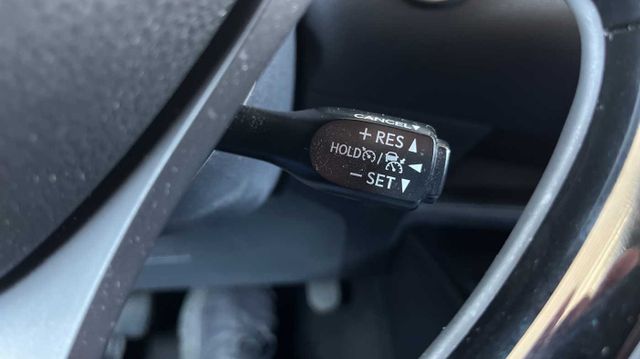 CANCEL▼
+ RES ▲
HOLD / ◀
− SET ▼